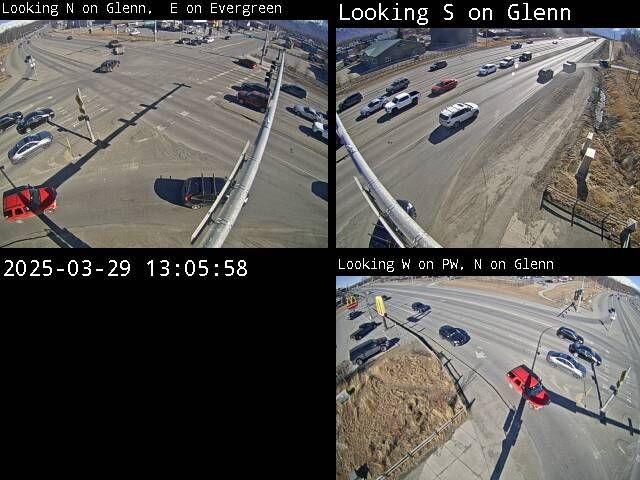 Looking N on Glenn,  E on Evergreen
Looking S on Glenn
2025-03-29 13:05:58
Looking W on PW, N on Glenn